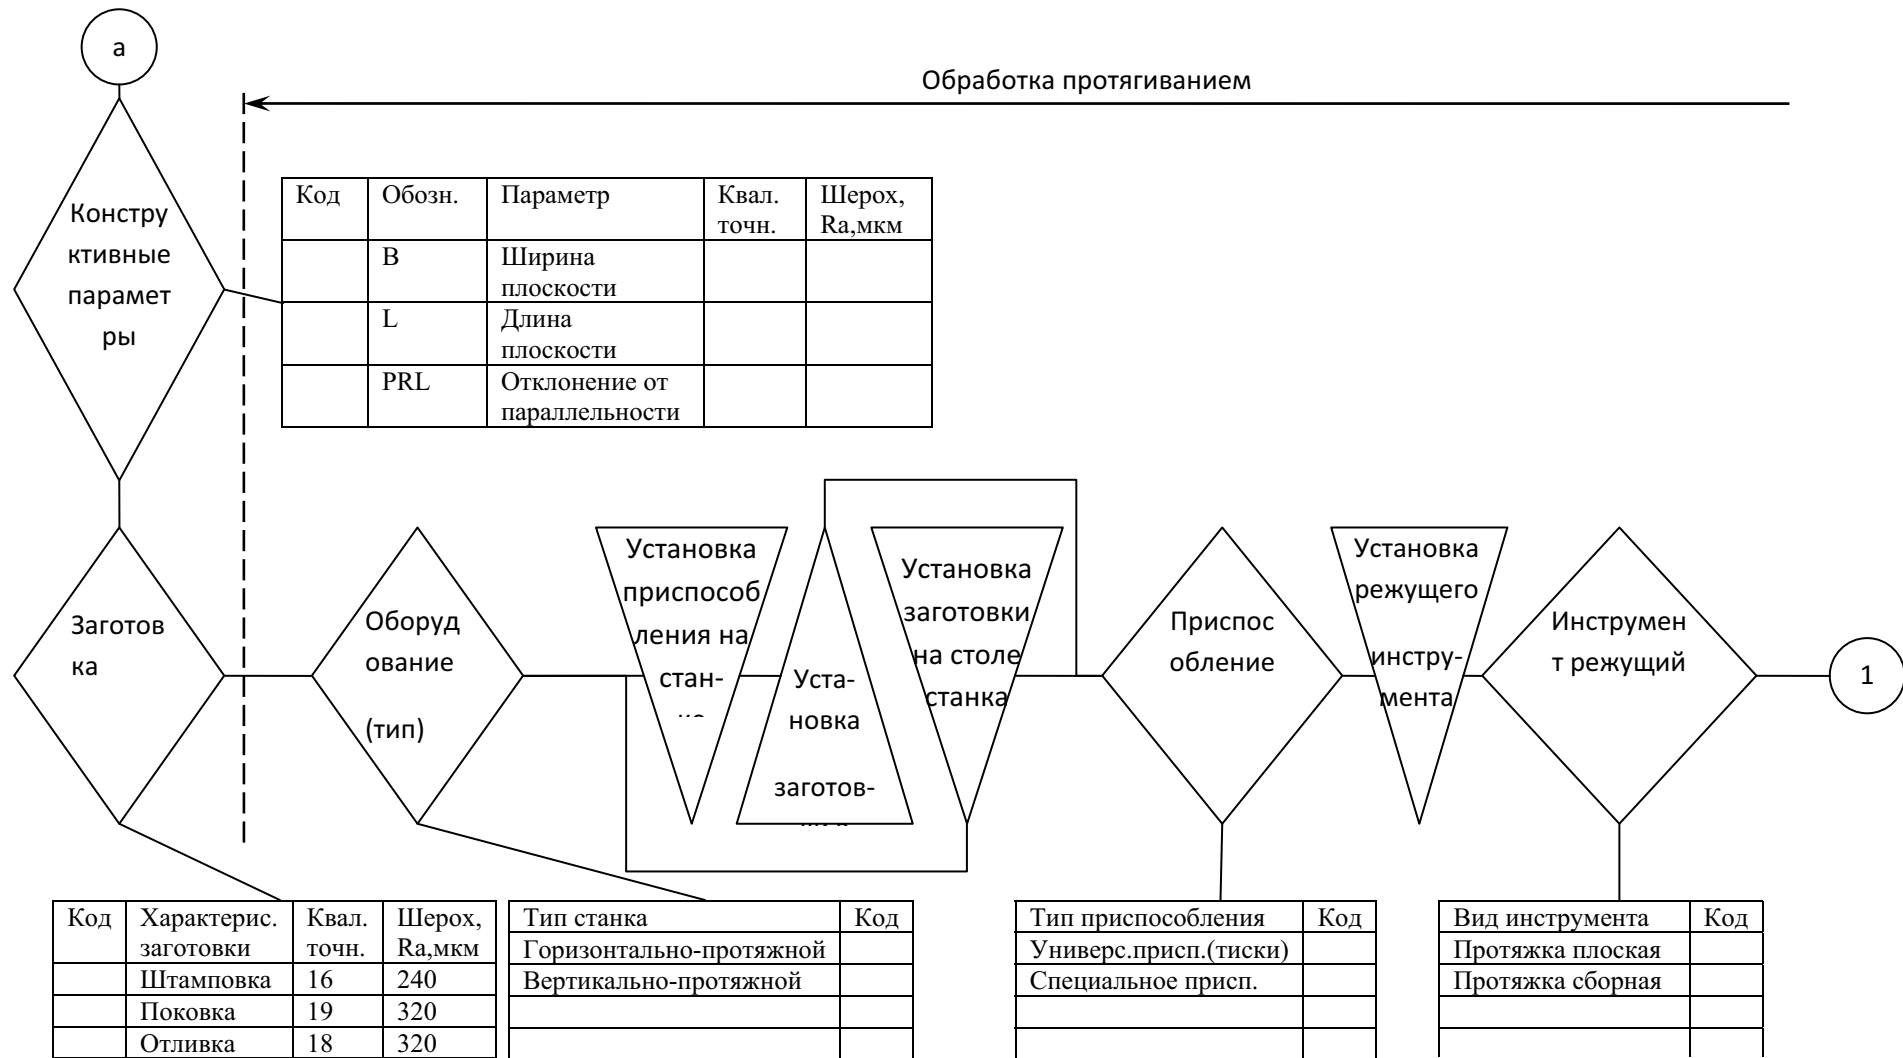 а
Обработка протягиванием
Констру
ктивные
парамет
ры
Код Обозн. Параметр Квал. Шерох,
точн. Ra,мкм
B Ширина
плоскости
L Длина
плоскости
PRL Отклонение от
параллельности
Заготов
ка
Оборуд
ование
(тип)
Установка
приспособ
ления на
стан-
Уста-
новка
заготов-
Установка
заготовки
на столе
станка
Приспос
обление
Установка
режущего
инстру-
мента
Инструмен
т режущий
1
Код Характерис. Квал. Шерох,
заготовки точн. Ra,мкм
Штамповка 16 240
Поковка 19 320
Отливка 18 320
Тип станка Код
Горизонтально-протяжной
Вертикально-протяжной
Тип приспособления Код
Универс.присп.(тиски)
Специальное присп.
Вид инструмента Код
Протяжка плоская
Протяжка сборная